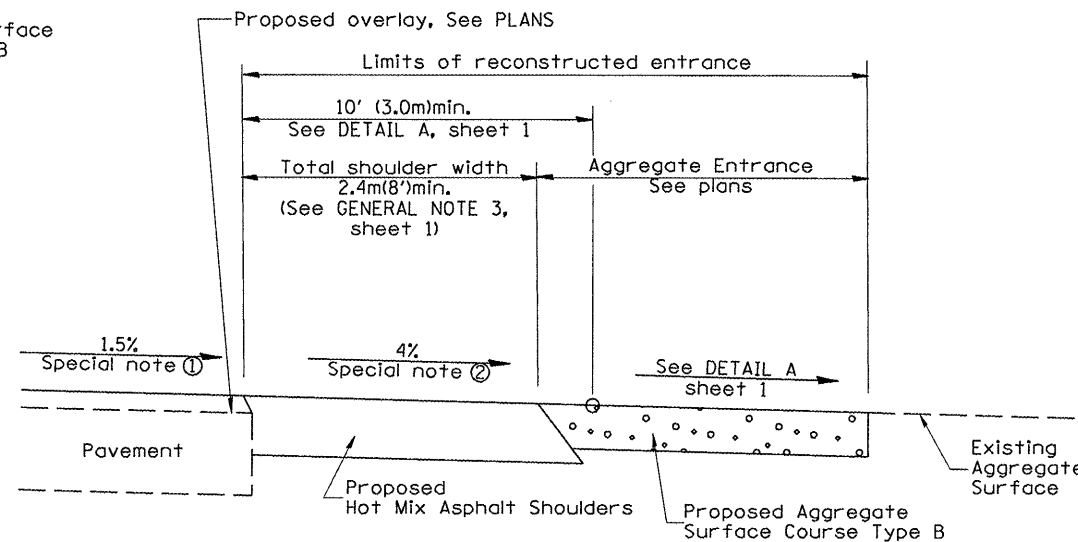 rface
B
Proposed overlay, See PLANS
Limits of reconstructed entrance
10' (3.0m)min.
See DETAIL A, sheet 1
Total shoulder width
2.4m(8')min.
(See GENERAL NOTE 3,
sheet 1)
Aggregate Entrance
See plans
1.5%
Special note ①
4%
Special note ②
See DETAIL A
sheet 1
Pavement
Proposed
Hot Mix Asphalt Shoulders
Proposed Aggregate
Surface Course Type B
Existing
Aggregate
Surface